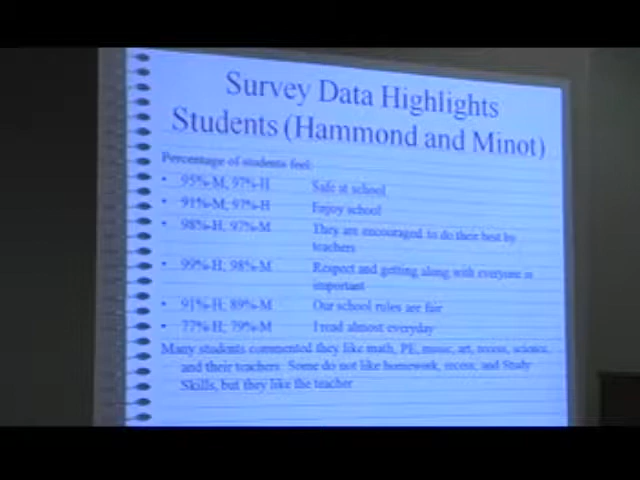 Survey Data Highlights
Students (Hammond and Minot)
Percentage of students feel:
• 95%-M; 97%-H Safe at school
• 91%-M; 97%-H Enjoy school
• 98%-H; 97%-M They are encouraged to do their best by
teachers
• 99%-H; 98%-M Respect and getting along with everyone is
important
• 91%-H; 89%-M Our school rules are fair
• 77%-H; 79%-M I read almost everyday
Many students commented they like math, PE, music, art, recess, science,
and their teachers. Some do not like homework, recess, and Study
Skills, but they like the teacher